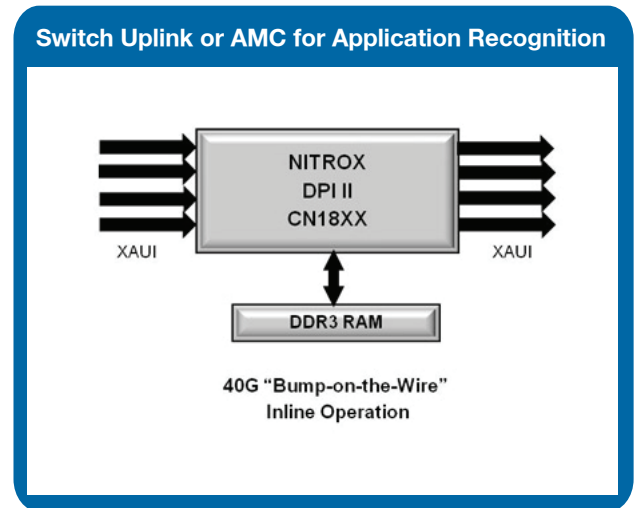 Switch Uplink or AMC for Application Recognition
NITROX
DPI II
CN18XX
XAUI
XAUI
DDR3 RAM
40G “Bump-on-the-Wire”
Inline Operation